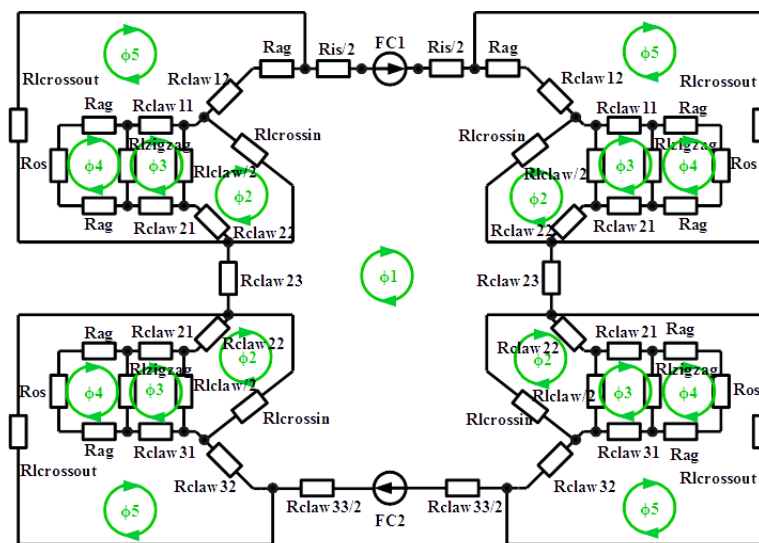 Rag Ris/2 FC1 Ris/2 Rag
ϕ5 ϕ5
Rlcrossout Rclaw12 Rclaw12 Rlcrossout
Rag Rclaw11 Rlcrossin Rlcrossin Rclaw11 Rag
Ros ϕ4 Rlzigzag ϕ3 Rlclaw/2 ϕ2 ϕ2 Rlclaw/2 Rlzigzag ϕ3 ϕ4 Ros
Rag Rclaw21 Rclaw22 Rclaw22 Rclaw21 Rag
Rclaw23 ϕ1 Rclaw23
Rag Rclaw21 Rclaw22 Rclaw22 Rclaw21 Rag
Ros ϕ4 Rlzigzag ϕ3 Rlclaw/2 ϕ2 ϕ2 Rlclaw/2 ϕ3 ϕ4 Ros
Rlcrossin Rlcrossin
Rag Rclaw31 Rclaw31 Rag
Rlcrossout Rclaw32 Rclaw32 Rlcrossout
ϕ5 Rclaw33/2 FC2 Rclaw33/2 ϕ5